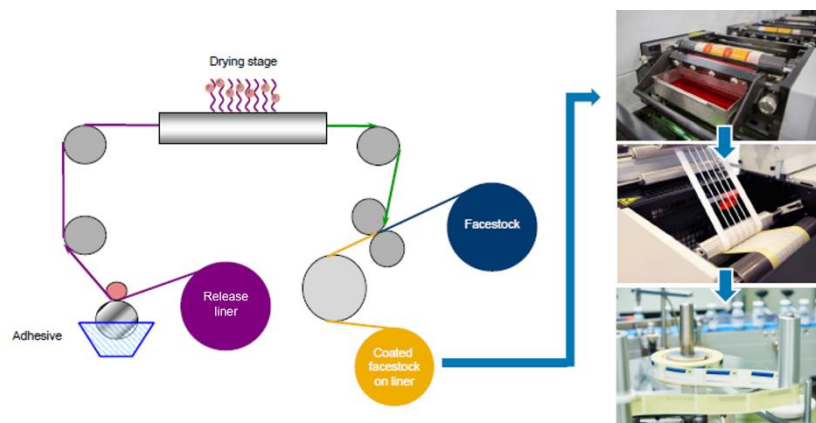 Drying stage
Facestock
Release
liner
Adhesive
Coated
facestock
on liner